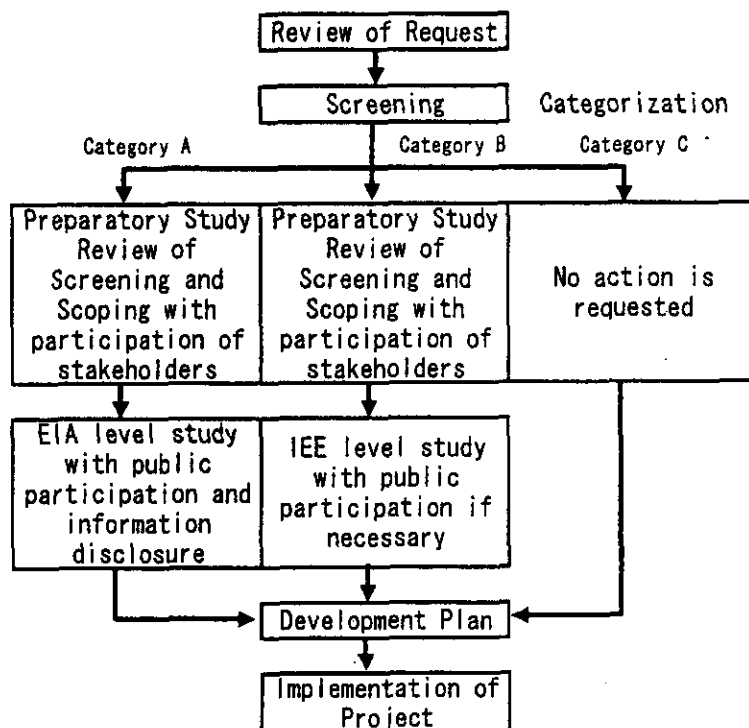 Review of Request
Screening
Categorization
Category A
Category B
Category C
Preparatory Study
Review of
Screening and
Scoping with
participation of
stakeholders
Preparatory Study
Review of
Screening and
Scoping with
participation of
stakeholders
No action is
requested
EIA level study
with public
participation and
information
disclosure
IEE level study
with public
participation if
necessary
Development Plan
Implementation of
Project